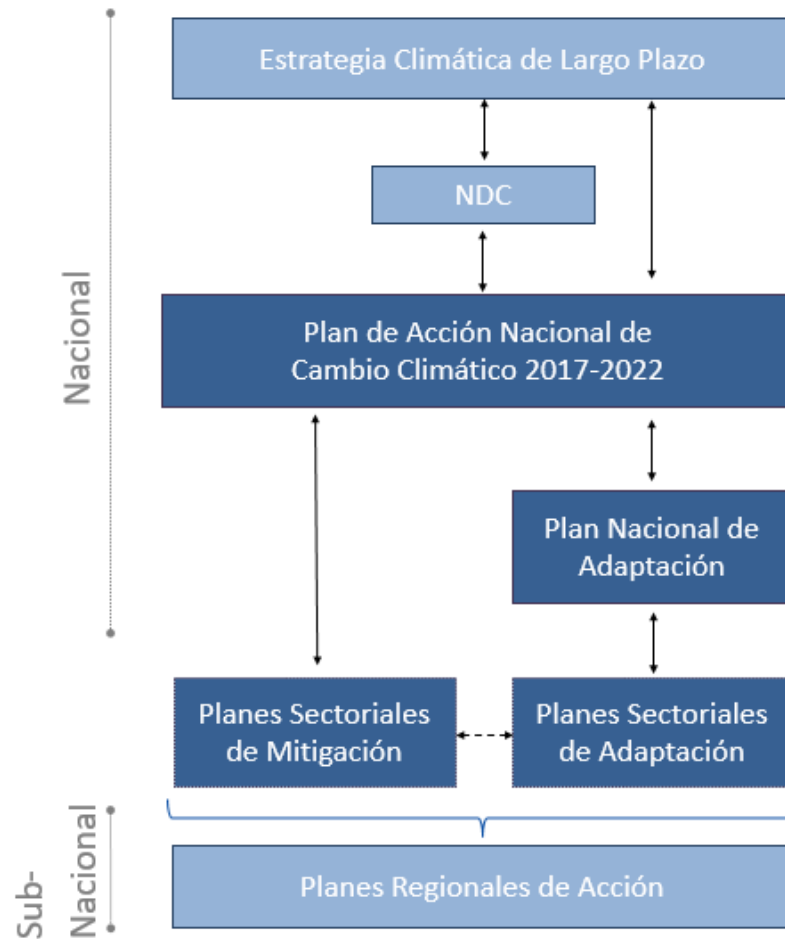 Estrategia Climática de Largo Plazo
NDC
Nacional
Plan de Acción Nacional de
Cambio Climático 2017-2022
Plan Nacional de
Adaptación
Planes Sectoriales
de Mitigación
Planes Sectoriales
de Adaptación
Sub-
Nacional
Planes Regionales de Acción